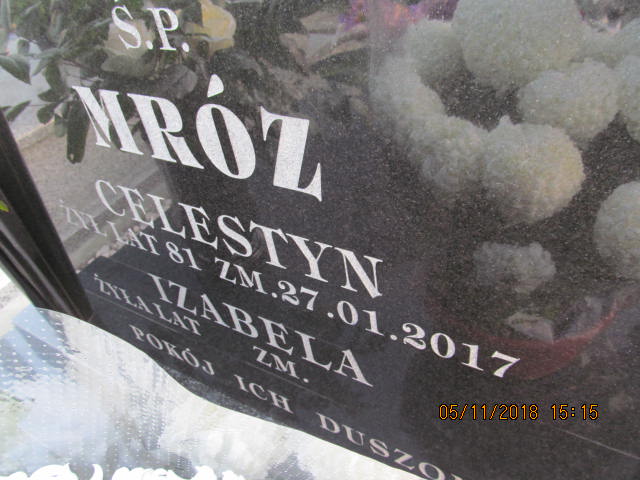 Ś.P.
MRÓZ
CELESTYN
ŻYŁ LAT 81 ZM.27.01.2017
IZABELA
ŻYŁA LAT ZM.
POKÓJ ICH DUSZOM
05/11/2018 15:15